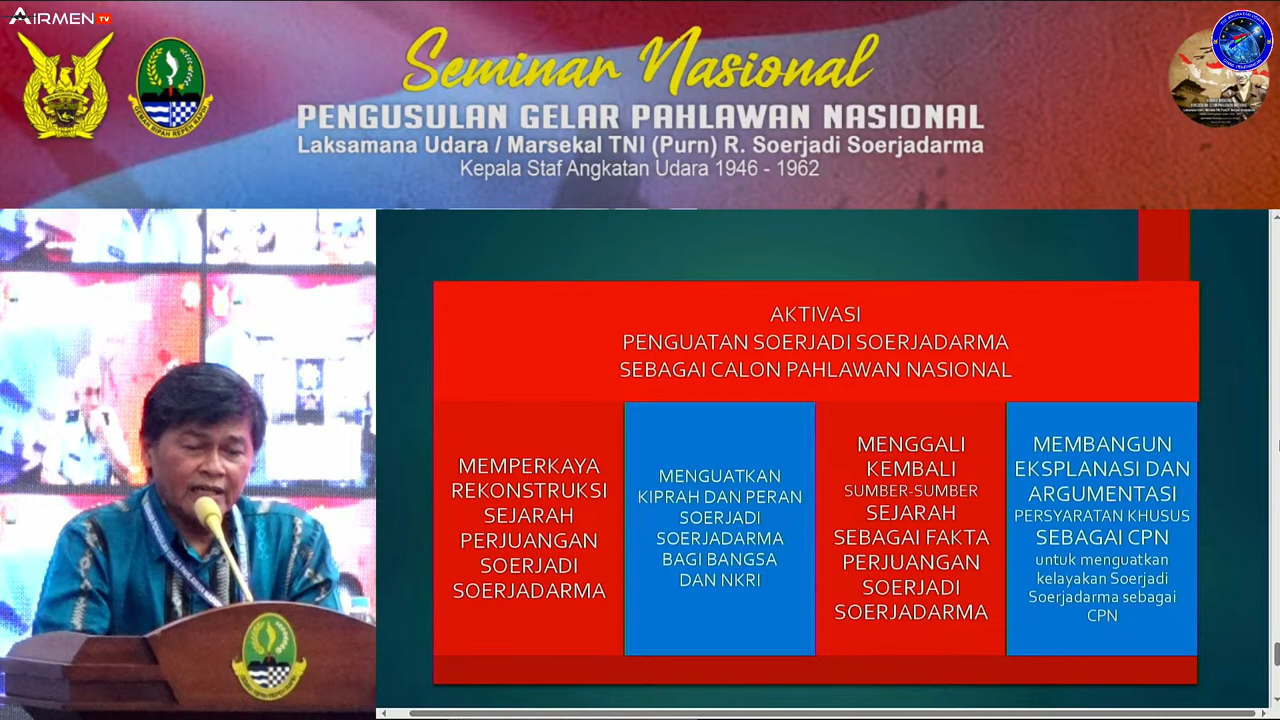 AIRMEN TV
Seminar Nasional
PENGUSULAN GELAR PAHLAWAN NASIONAL
Laksamana Udara / Marsekal TNI (Purn) R. Soerjadi Soerjadarma
Kepala Staf Angkatan Udara 1946 - 1962
AKTIVASI
PENGUATAN SOERJADI SOERJADARMA
SEBAGAI CALON PAHLAWAN NASIONAL
MEMPERKAYA
REKONSTRUKSI
SEJARAH
PERJUANGAN
SOERJADI
SOERJADARMA
MENGUATKAN
KIPRAH DAN PERAN
SOERJADI
SOERJADARMA
BAGI BANGSA
DAN NKRI
MENGGALI
KEMBALI
SUMBER-SUMBER
SEJARAH
SEBAGAI FAKTA
PERJUANGAN
SOERJADI
SOERJADARMA
MEMBANGUN
EKSPLANASI DAN
ARGUMENTASI
PERSYARATAN KHUSUS
SEBAGAI CPN
untuk menguatkan
kelayakan Soerjadi
Soerjadarma sebagai
CPN